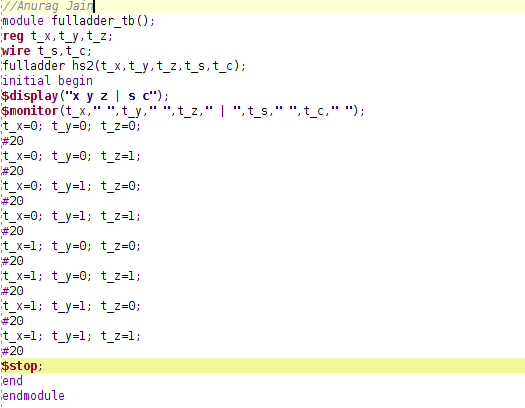 //Anurag Jain
module fulladder_tb();
reg t_x,t_y,t_z;
wire t_s,t_c;
fulladder hs2(t_x,t_y,t_z,t_s,t_c);
initial begin
$display("x y z | s c");
$monitor(t_x," ",t_y," ",t_z," | ",t_s," ",t_c," ");
t_x=0; t_y=0; t_z=0;
#20
t_x=0; t_y=0; t_z=1;
#20
t_x=0; t_y=1; t_z=0;
#20
t_x=0; t_y=1; t_z=1;
#20
t_x=1; t_y=0; t_z=0;
#20
t_x=1; t_y=0; t_z=1;
#20
t_x=1; t_y=1; t_z=0;
#20
t_x=1; t_y=1; t_z=1;
#20
$stop;
end
endmodule